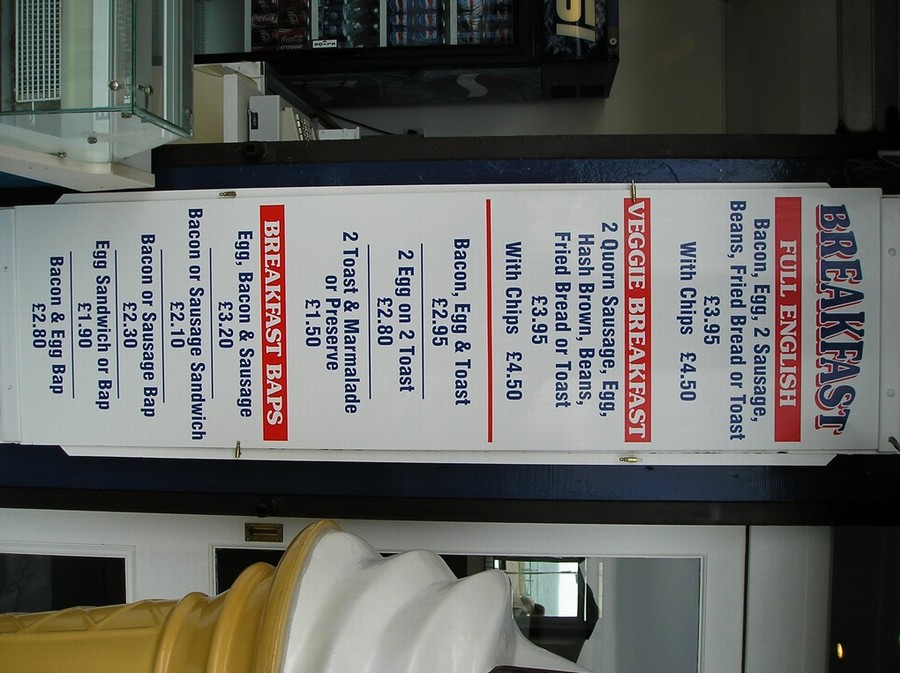 BREAKFAST
FULL ENGLISH
Bacon, Egg, 2 Sausage,
Beans, Fried Bread or Toast
£3.95
With Chips £4.50
VEGGIE BREAKFAST
2 Quorn Sausage, Egg,
Hash Brown, Beans,
Fried Bread or Toast
£3.95
With Chips £4.50
Bacon, Egg & Toast
£2.95
2 Egg on 2 Toast
£2.80
2 Toast & Marmalade
or Preserve
£1.50
BREAKFAST BAPS
Egg, Bacon & Sausage
£3.20
Bacon or Sausage Sandwich
£2.10
Bacon or Sausage Bap
£2.30
Egg Sandwich or Bap
£1.90
Bacon & Egg Bap
£2.80